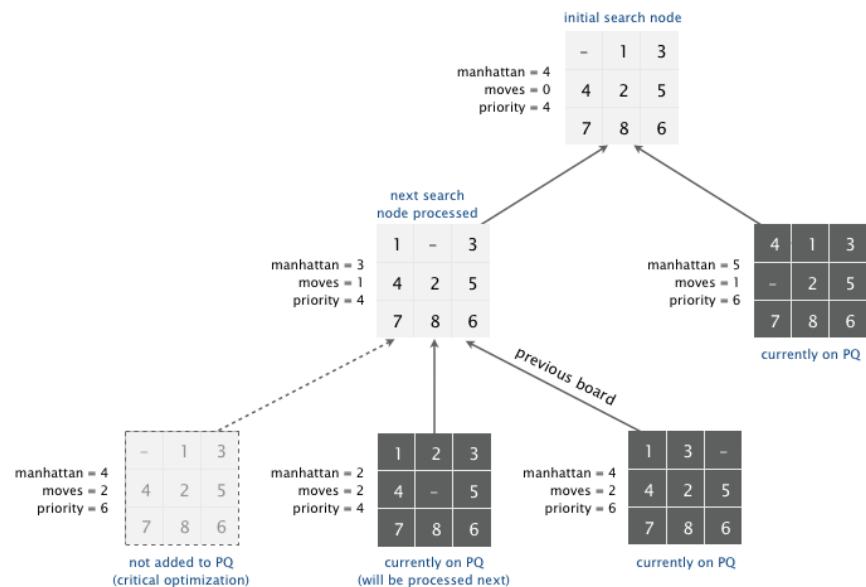 initial search node
manhattan = 4
moves = 0
priority = 4
– 1 3
4 2 5
7 8 6
next search
node processed
manhattan = 3
moves = 1
priority = 4
1 – 3
4 2 5
7 8 6
manhattan = 5
moves = 1
priority = 6
4 1 3
– 2 5
7 8 6
currently on PQ
previous board
manhattan = 4
moves = 2
priority = 6
– 1 3
4 2 5
7 8 6
not added to PQ
(critical optimization)
manhattan = 2
moves = 2
priority = 4
1 2 3
4 – 5
7 8 6
currently on PQ
(will be processed next)
manhattan = 4
moves = 2
priority = 6
1 3 –
4 2 5
7 8 6
currently on PQ